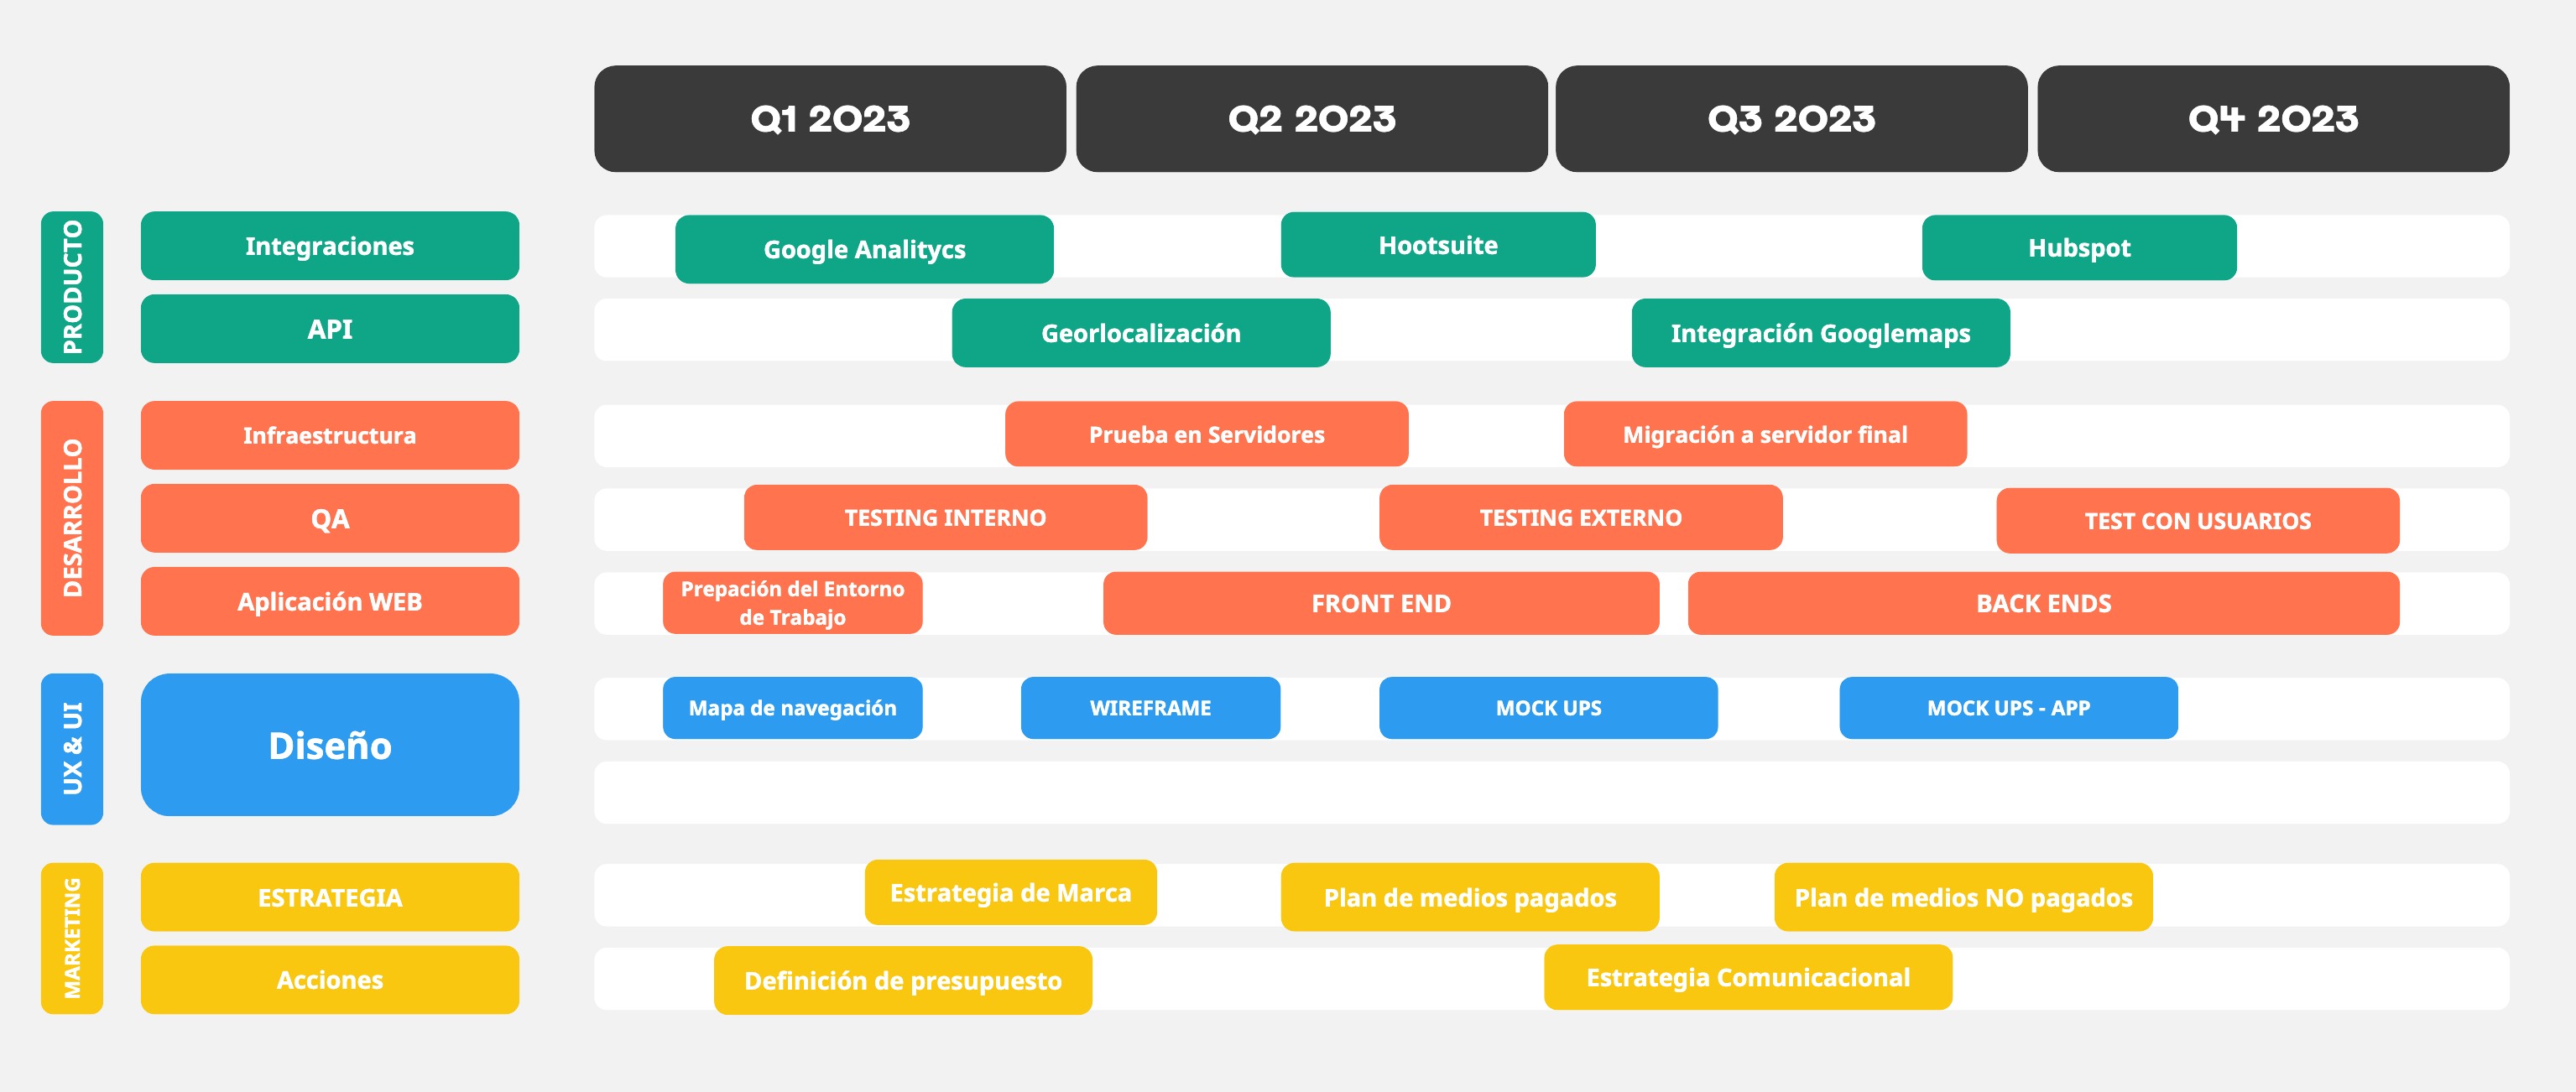 Q1 2023
Q2 2023
Q3 2023
Q4 2023
PRODUCTO
Integraciones
Google Analitycs
Hootsuite
Hubspot
API
Georlocalización
Integración Googlemaps
DESARROLLO
Infraestructura
Prueba en Servidores
Migración a servidor final
QA
TESTING INTERNO
TESTING EXTERNO
TEST CON USUARIOS
Aplicación WEB
Prepación del Entorno
de Trabajo
FRONT END
BACK ENDS
UX & UI
Diseño
Mapa de navegación
WIREFRAME
MOCK UPS
MOCK UPS - APP
MARKETING
ESTRATEGIA
Estrategia de Marca
Plan de medios pagados
Plan de medios NO pagados
Acciones
Definición de presupuesto
Estrategia Comunicacional